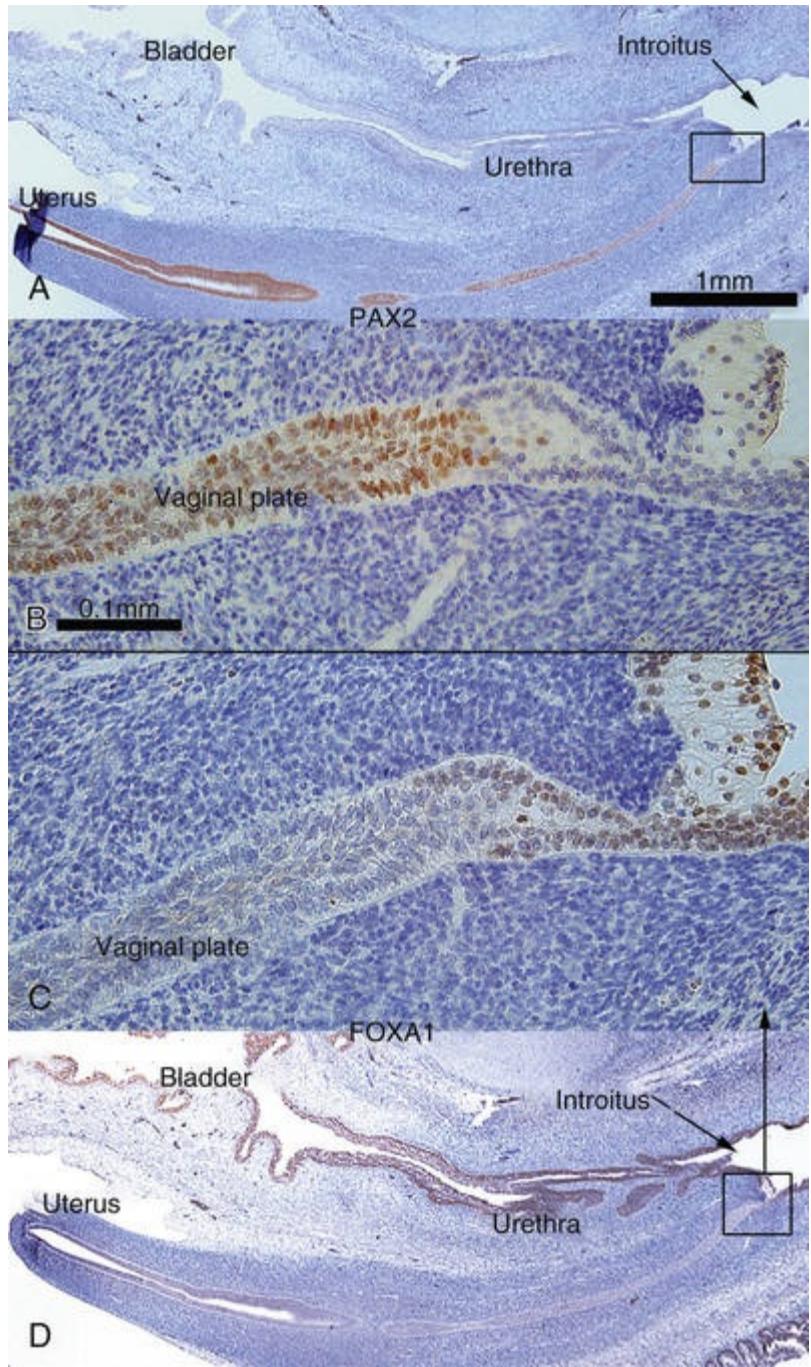 Bladder
Introitus
Urethra
Uterus
A
1mm
PAX2
Vaginal plate
B
0.1mm
Vaginal plate
C
FOXA1
Bladder
Introitus
Uterus
Urethra
D